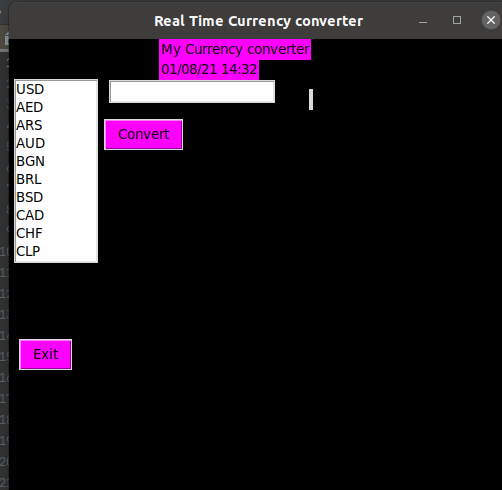 Real Time Currency converter
My Currency converter
01/08/21 14:32
USD
AED
ARS
AUD
BGN
BRL
BSD
CAD
CHF
CLP
Convert
Exit